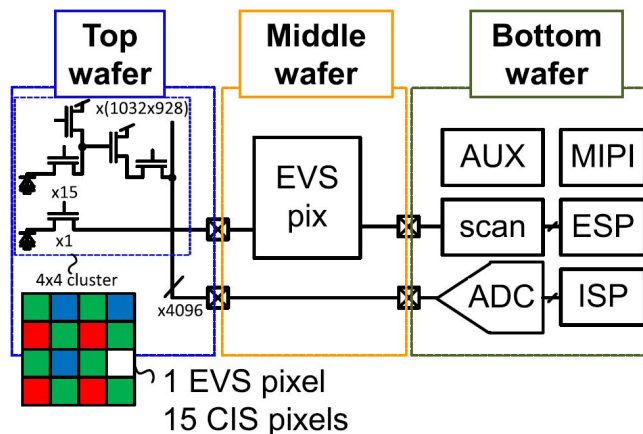 Top
wafer
Middle
wafer
Bottom
wafer
x(1032x928)
x15
x1
4x4 cluster
x4096
EVS
pix
AUX
MIPI
scan
ESP
ADC
ISP
1 EVS pixel
15 CIS pixels